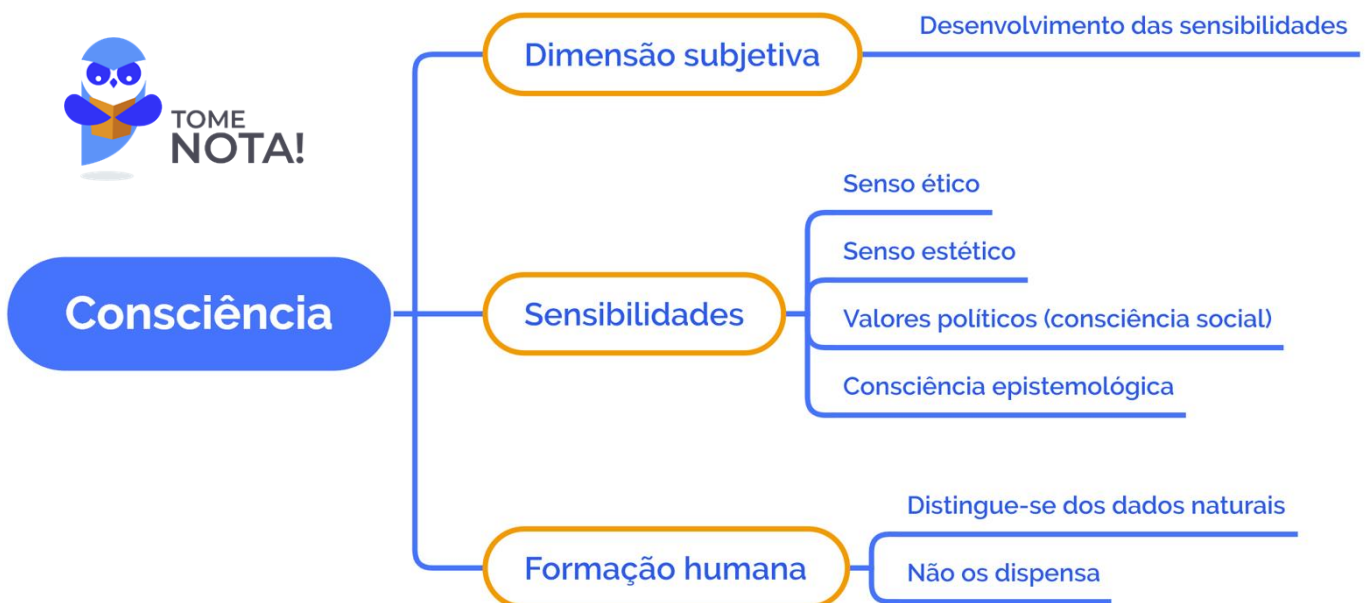 TOME
NOTA!
Consciência
Dimensão subjetiva
Desenvolvimento das sensibilidades
Sensibilidades
Senso ético
Senso estético
Valores políticos (consciência social)
Consciência epistemológica
Formação humana
Distingue-se dos dados naturais
Não os dispensa